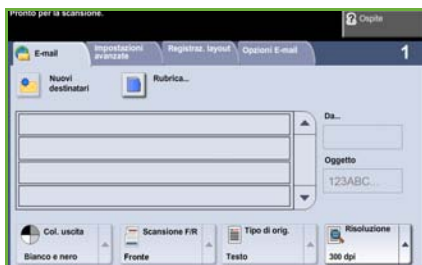 Pronto per la scansione.
Ospite
E-mail
Impostazioni avanzate
Registraz. layout
Opzioni E-mail
1
Nuovi destinatari
Rubrica...
Da...
Oggetto
123ABC...
Col. uscita
Bianco e nero
Scansione F/R
Fronte
Tipo di orig.
Testo
Risoluzione
300 dpi